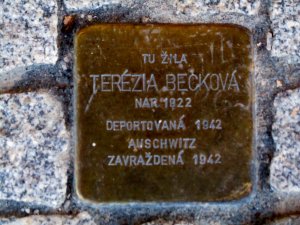 TU ŽILA
TERÉZIA BEČKOVÁ
NAR 1922
DEPORTOVANÁ 1942
AUSCHWITZ
ZAVRAŽDENÁ 1942